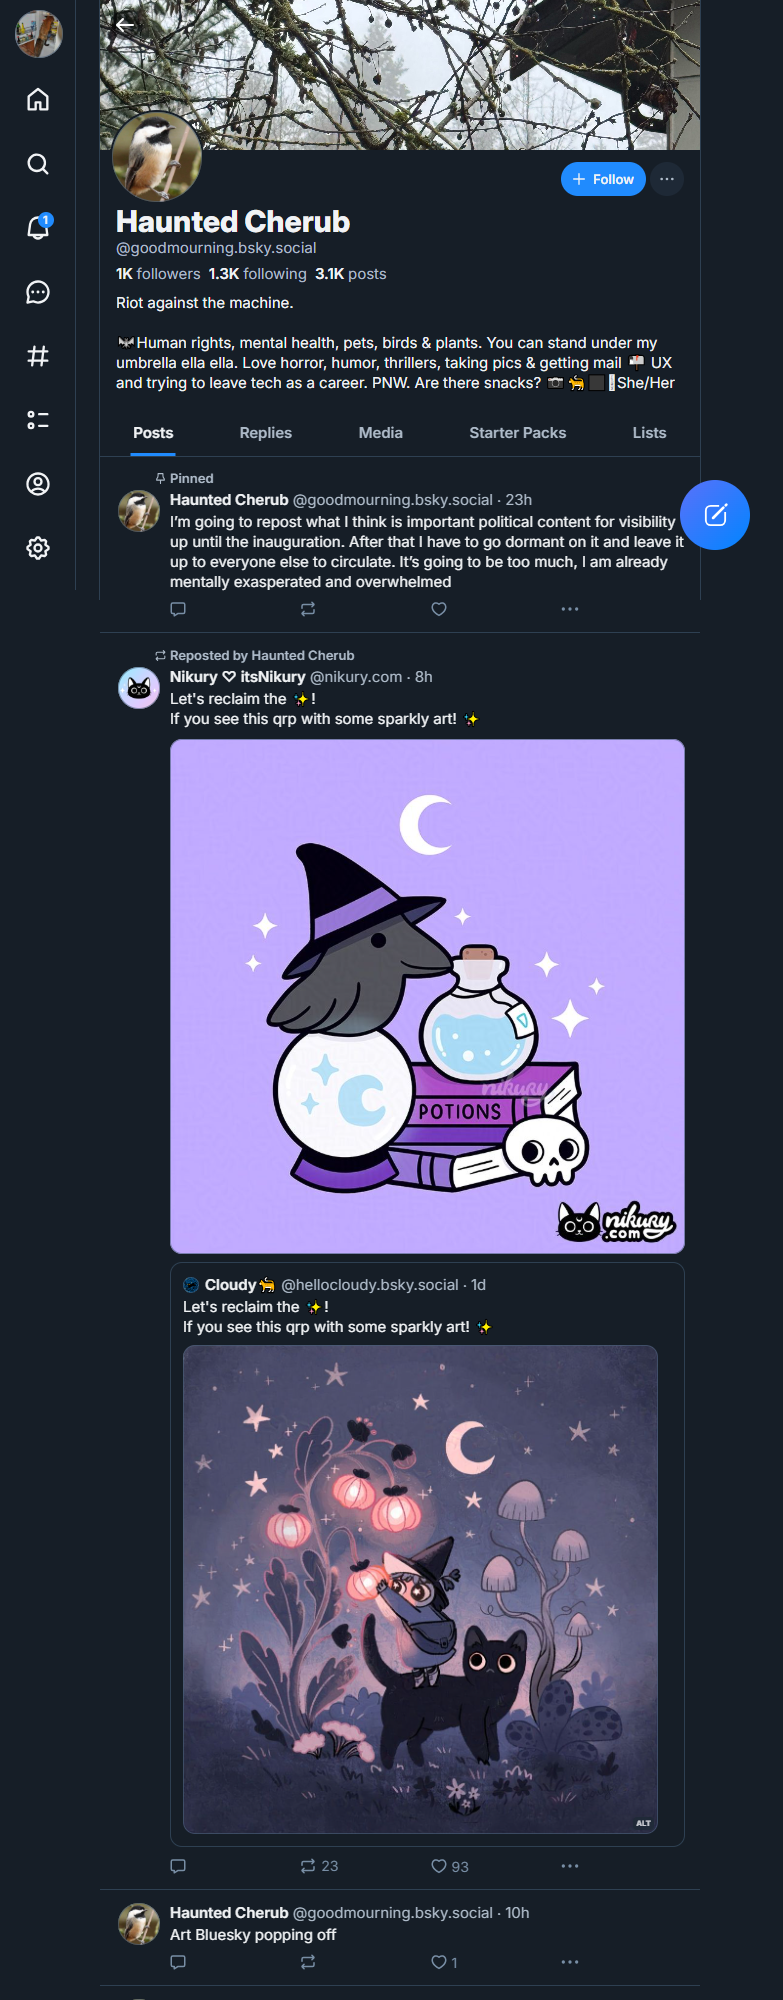 1
Follow
Haunted Cherub
@goodmourning.bsky.social
1K followers 1.3K following 3.1K posts
Riot against the machine.
Human rights, mental health, pets, birds & plants. You can stand under my
umbrella ella ella. Love horror, humor, thrillers, taking pics & getting mail 📬 UX
and trying to leave tech as a career. PNW. Are there snacks? 📷🐈‍⬛She/Her
Posts Replies Media Starter Packs Lists
Pinned
Haunted Cherub @goodmourning.bsky.social · 23h
I’m going to repost what I think is important political content for visibility
up until the inauguration. After that I have to go dormant on it and leave it
up to everyone else to circulate. It’s going to be too much, I am already
mentally exasperated and overwhelmed
Reposted by Haunted Cherub
Nikury ♡ itsNikury @nikury.com · 8h
Let's reclaim the ✨!
If you see this qrp with some sparkly art! ✨
nikury
POTIONS
nikury
.com
Cloudy🐈 @hellocloudy.bsky.social · 1d
Let's reclaim the ✨!
If you see this qrp with some sparkly art! ✨
ALT
23 93
Haunted Cherub @goodmourning.bsky.social · 10h
Art Bluesky popping off
1